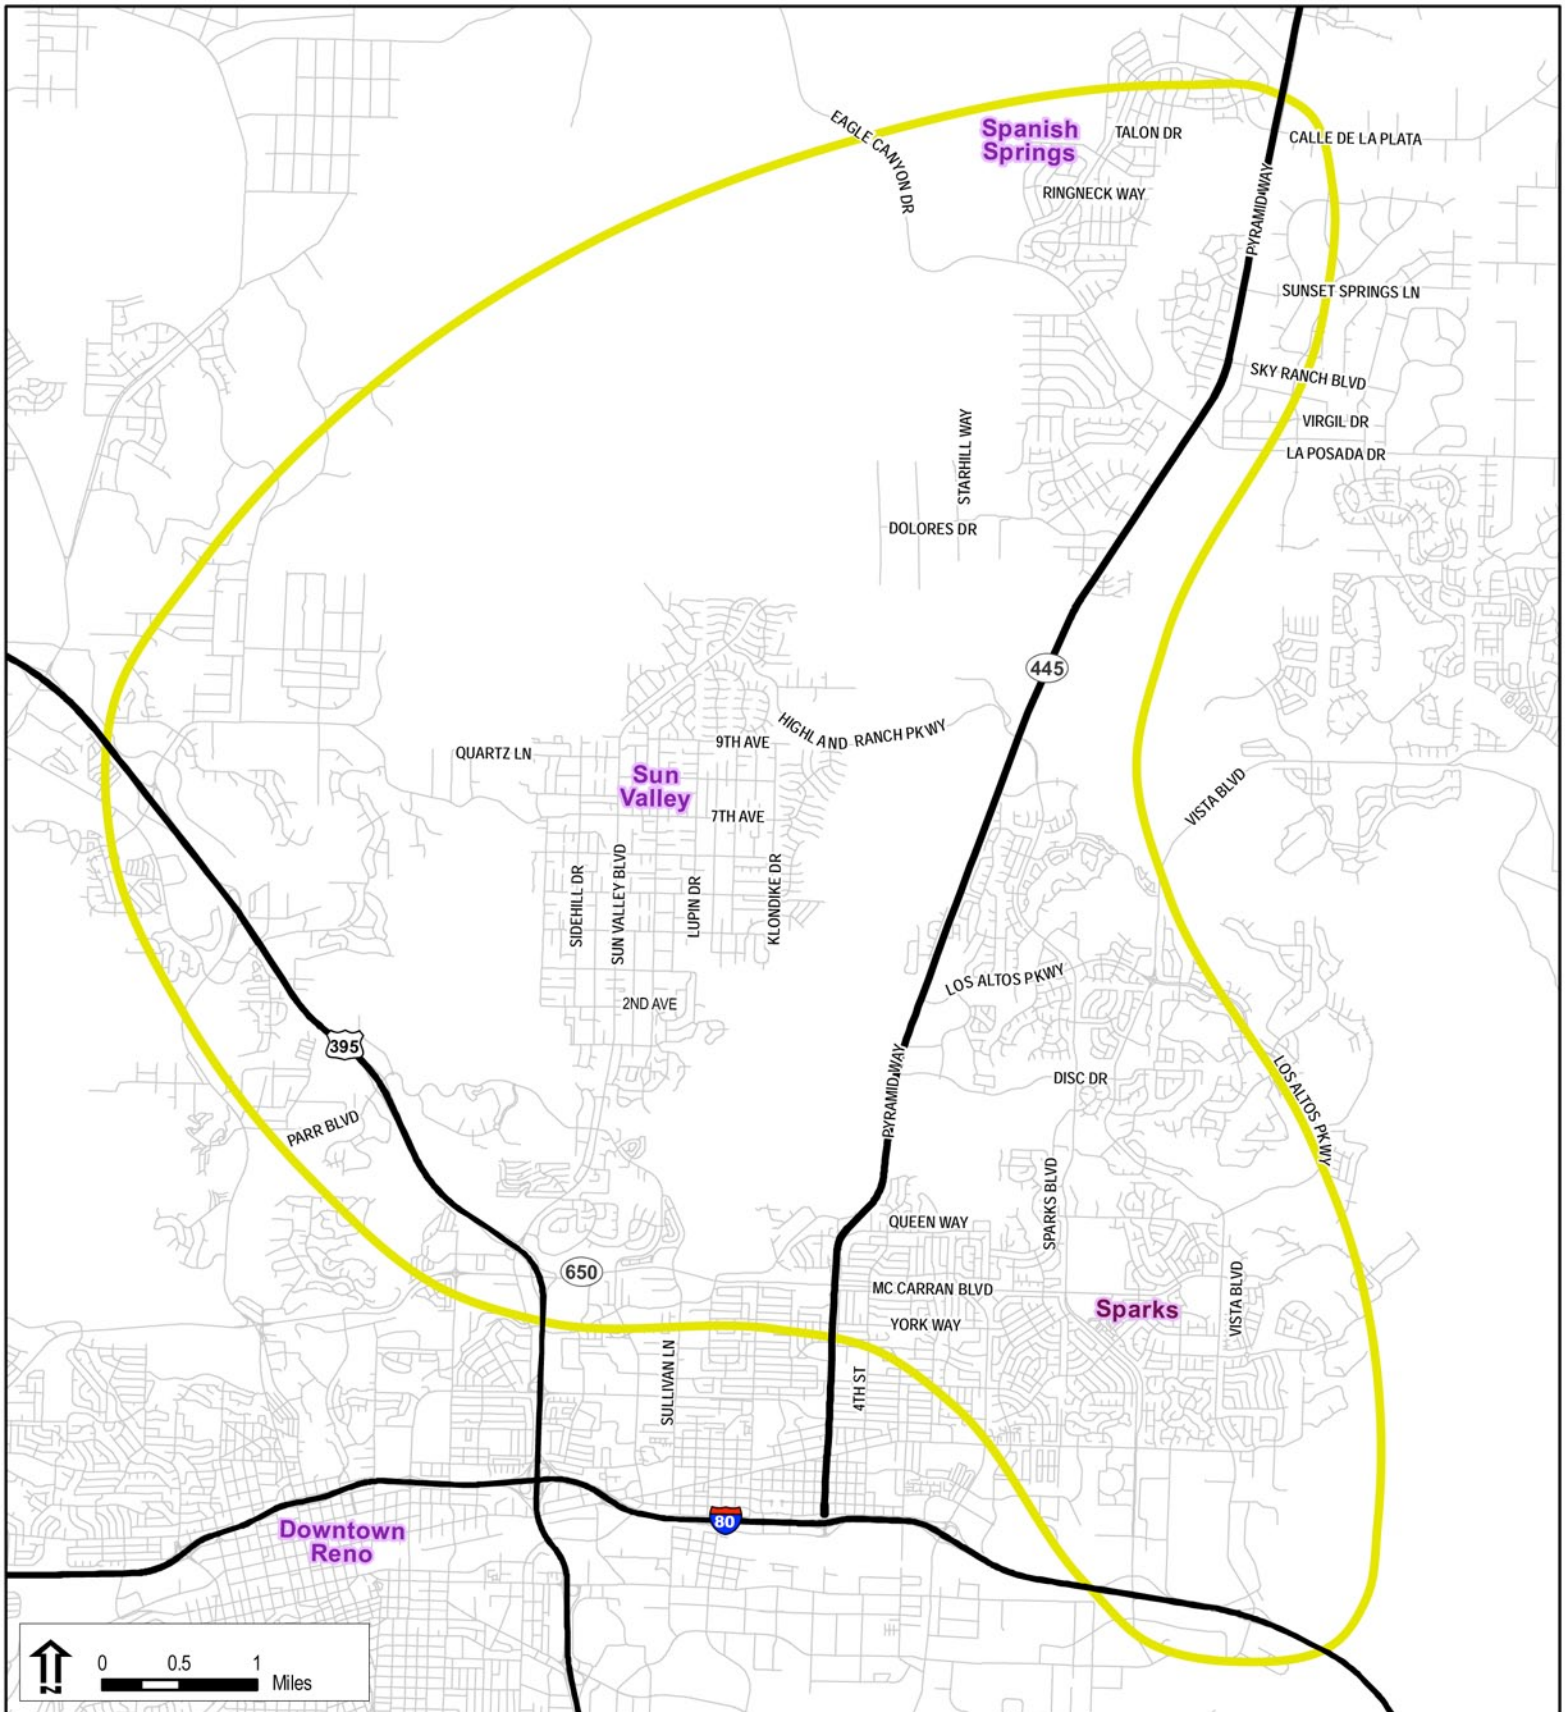 EAGLE CANYON DR
Spanish
Springs
TALON DR
CALLE DE LA PLATA
RINGNECK WAY
PYRAMID WAY
SUNSET SPRINGS LN
SKY RANCH BLVD
VIRGIL DR
LA POSADA DR
STARHILL WAY
DOLORES DR
445
HIGHLAND RANCH PKWY
9TH AVE
QUARTZ LN
Sun
Valley
7TH AVE
VISTA BLVD
SIDEHILL DR
SUN VALLEY BLVD
LUPIN DR
KLONDIKE DR
LOS ALTOS PKWY
2ND AVE
395
PYRAMID WAY
DISC DR
LOS ALTOS PKWY
PARR BLVD
SPARKS BLVD
QUEEN WAY
650
MC CARRAN BLVD
Sparks
VISTA BLVD
YORK WAY
SULLIVAN LN
4TH ST
80
Downtown
Reno
N
0 0.5 1
Miles